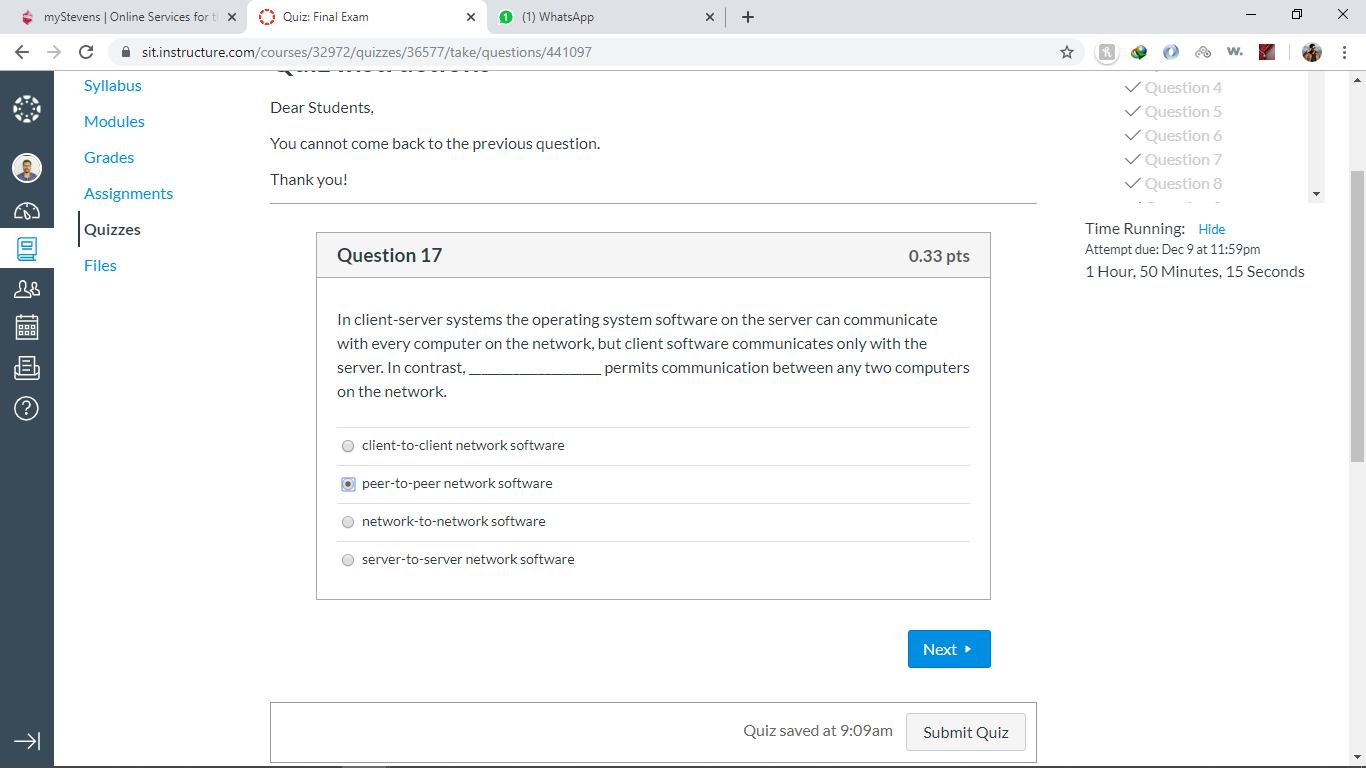 myStevens | Online Services for t
Quiz: Final Exam
(1) WhatsApp
sit.instructure.com/courses/32972/quizzes/36577/take/questions/441097
Syllabus
Modules
Grades
Assignments
Quizzes
Files
Dear Students,
You cannot come back to the previous question.
Thank you!
Question 17
0.33 pts
In client-server systems the operating system software on the server can communicate
with every computer on the network, but client software communicates only with the
server. In contrast, _____________________ permits communication between any two computers
on the network.
client-to-client network software
peer-to-peer network software
network-to-network software
server-to-server network software
Next
Quiz saved at 9:09am
Submit Quiz
Question 4
Question 5
Question 6
Question 7
Question 8
Time Running:
Hide
Attempt due: Dec 9 at 11:59pm
1 Hour, 50 Minutes, 15 Seconds